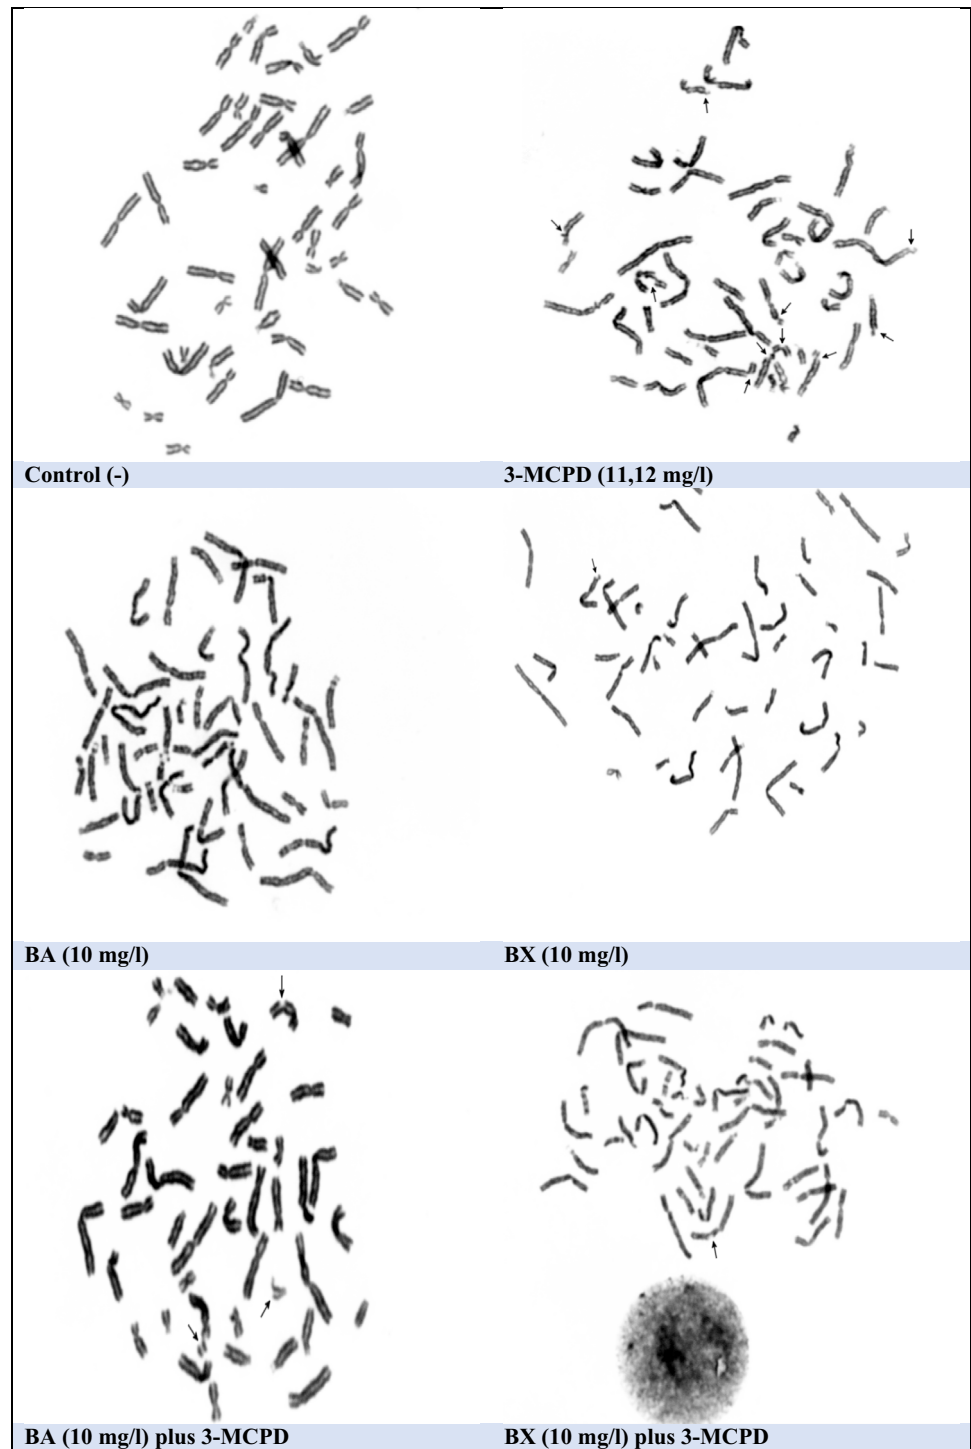 Control (-)
3-MCPD (11,12 mg/l)
BA (10 mg/l)
BX (10 mg/l)
BA (10 mg/l) plus 3-MCPD
BX (10 mg/l) plus 3-MCPD